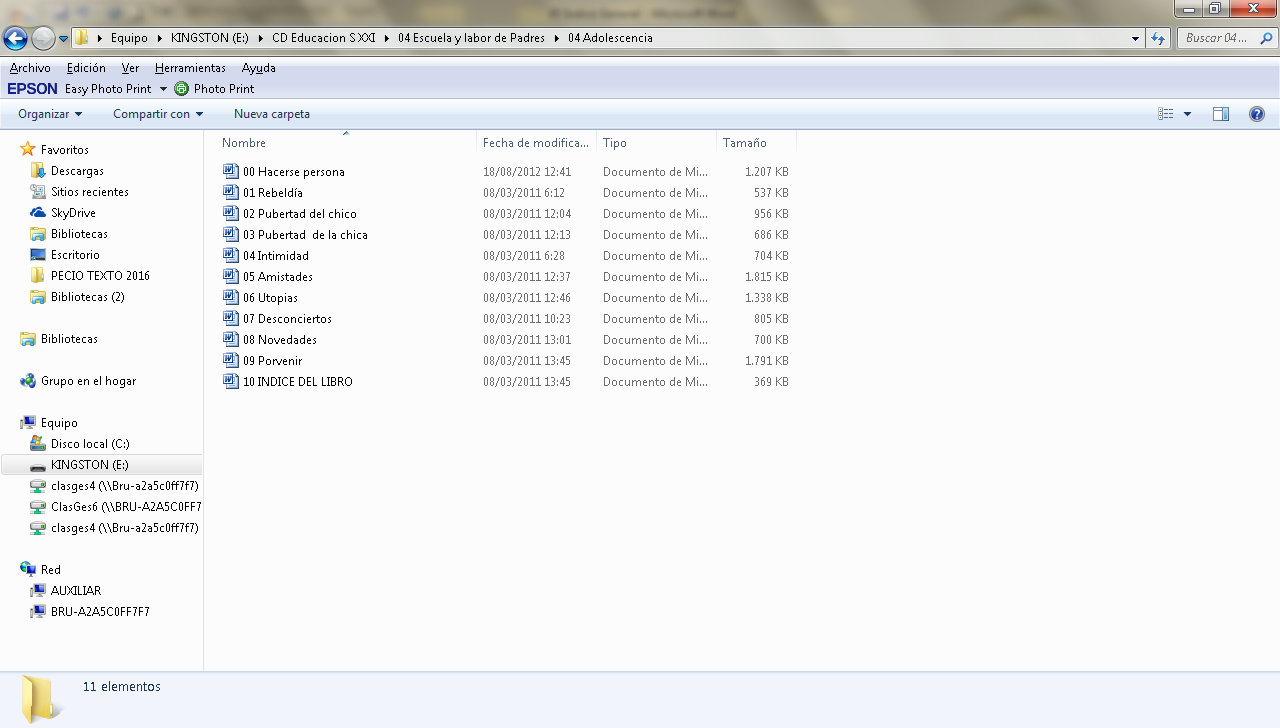 Equipo KINGSTON (E:) CD Educacion S XXI 04 Escuela y labor de Padres 04 Adolescencia Buscar 04 ...
Archivo Edición Ver Herramientas Ayuda
EPSON Easy Photo Print Photo Print
Organizar Compartir con Nueva carpeta
Nombre Fecha de modifica... Tipo Tamaño
00 Hacerse persona 18/08/2012 12:41 Documento de Mi... 1.207 KB
01 Rebeldía 08/03/2011 6:12 Documento de Mi... 537 KB
02 Pubertad del chico 08/03/2011 12:04 Documento de Mi... 956 KB
03 Pubertad de la chica 08/03/2011 12:13 Documento de Mi... 686 KB
04 Intimidad 08/03/2011 6:28 Documento de Mi... 704 KB
05 Amistades 08/03/2011 12:37 Documento de Mi... 1.815 KB
06 Utopias 08/03/2011 12:46 Documento de Mi... 1.338 KB
07 Desconciertos 08/03/2011 10:23 Documento de Mi... 805 KB
08 Novedades 08/03/2011 13:01 Documento de Mi... 700 KB
09 Porvenir 08/03/2011 13:45 Documento de Mi... 1.791 KB
10 INDICE DEL LIBRO 08/03/2011 13:45 Documento de Mi... 369 KB
Favoritos
Descargas
Sitios recientes
SkyDrive
Bibliotecas
Escritorio
PECIO TEXTO 2016
Bibliotecas (2)
Bibliotecas
Grupo en el hogar
Equipo
Disco local (C:)
KINGSTON (E:)
clasges4 (\\Bru-a2a5c0ff7f7)
ClasGes6 (\\BRU-A2A5C0FF7
clasges4 (\\Bru-a2a5c0ff7f7)
Red
AUXILIAR
BRU-A2A5C0FF7F7
11 elementos